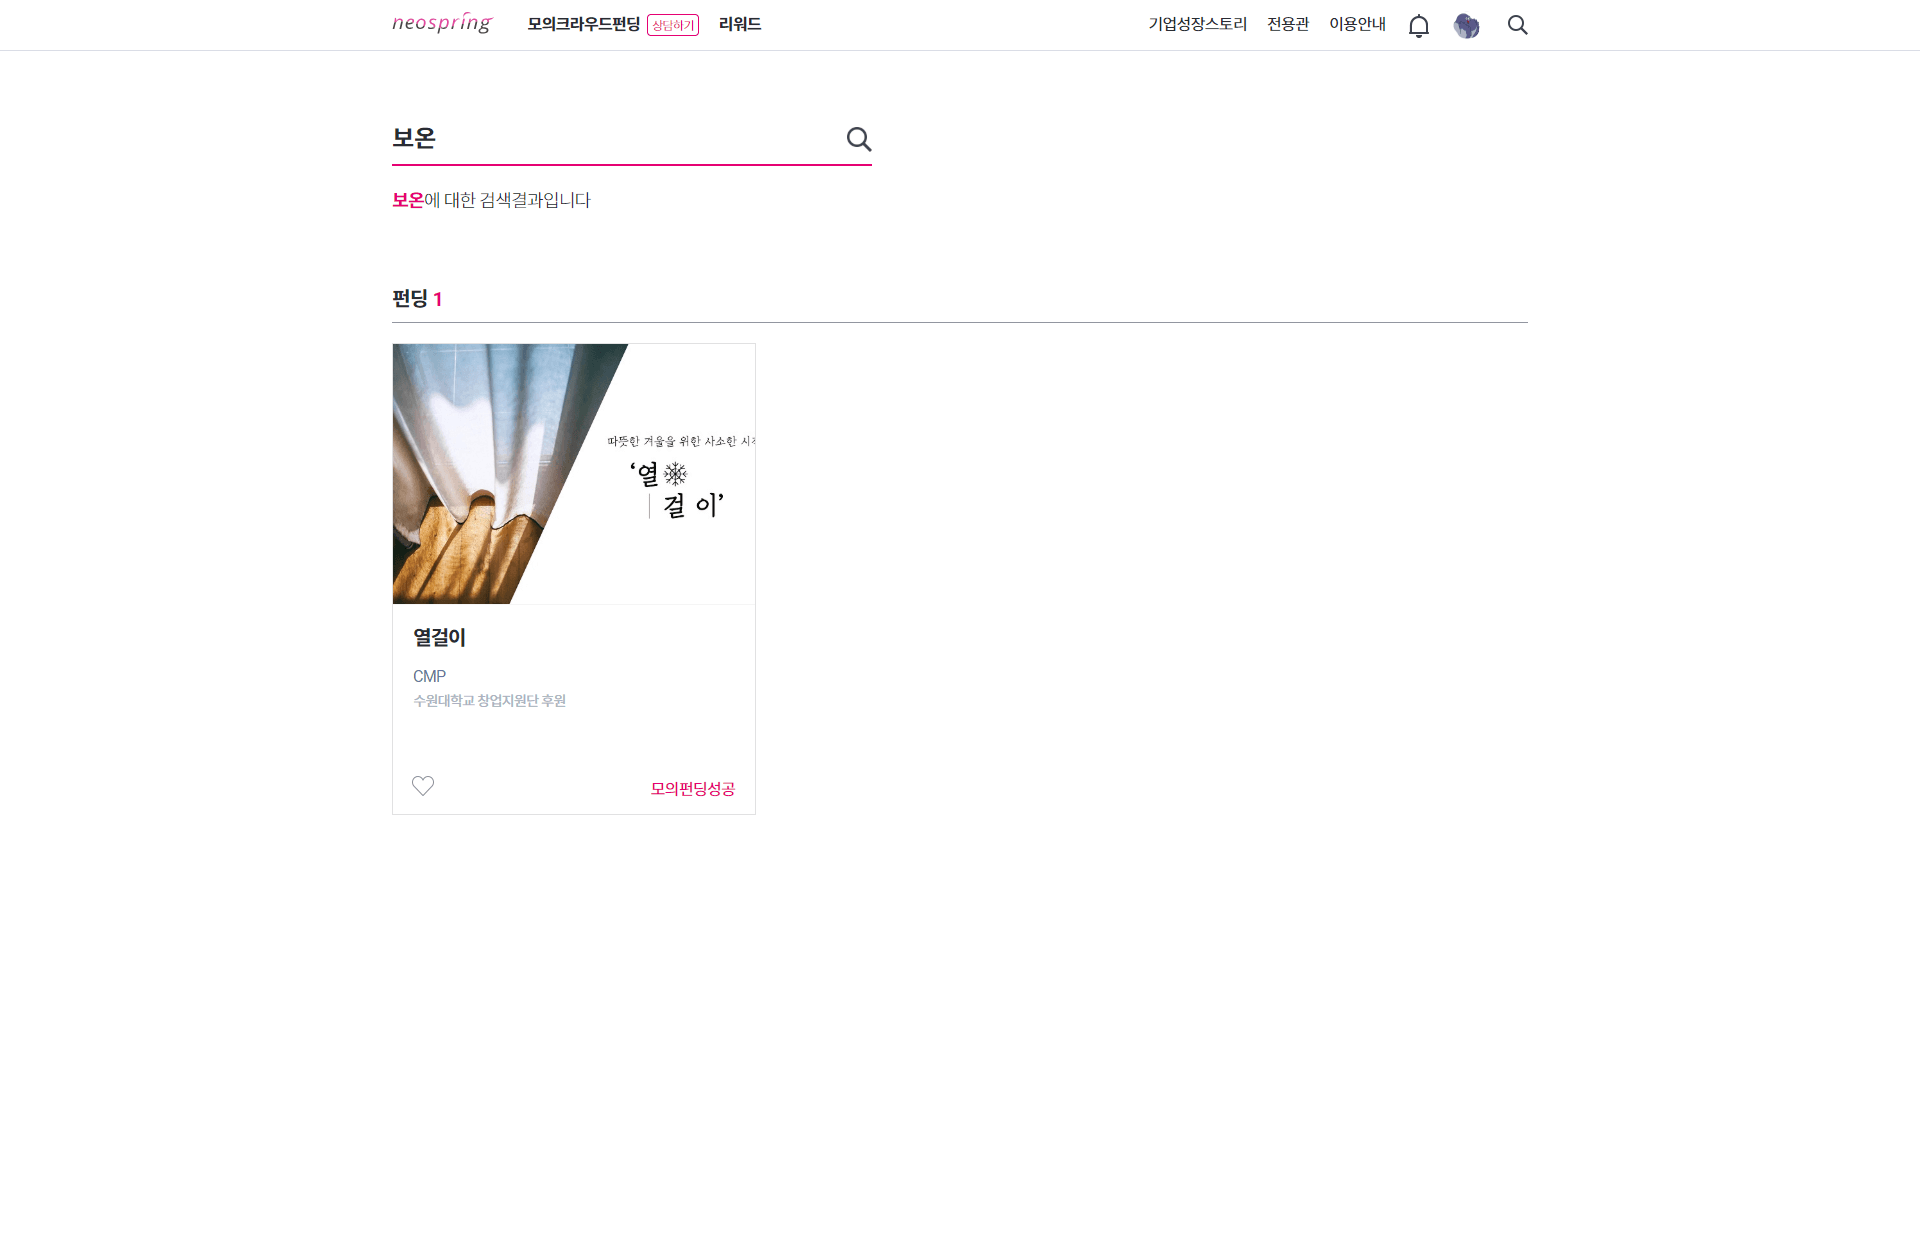 neospring 모의크라우드펀딩 상담하기 리워드 기업성장스토리 전용관 이용안내
보온
보온에 대한 검색결과입니다
펀딩 1
따뜻한 겨울을 위한 사소한
‘열
걸 이’
열걸이
CMP
수원대학교 창업지원단 후원
모의펀딩성공